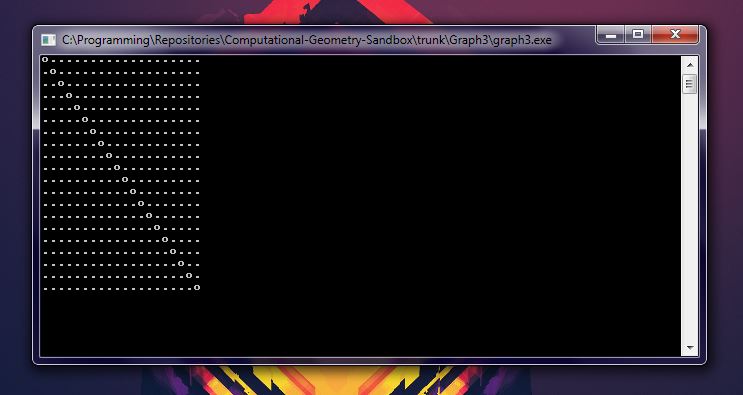 C:\Programming\Repositories\Computational-Geometry-Sandbox\trunk\Graph3\graph3.exe
o...................
.o..................
..o.................
...o................
....o...............
.....o..............
......o.............
.......o............
........o...........
.........o..........
..........o.........
...........o........
............o.......
.............o......
..............o.....
...............o....
................o...
.................o..
..................o.
...................o